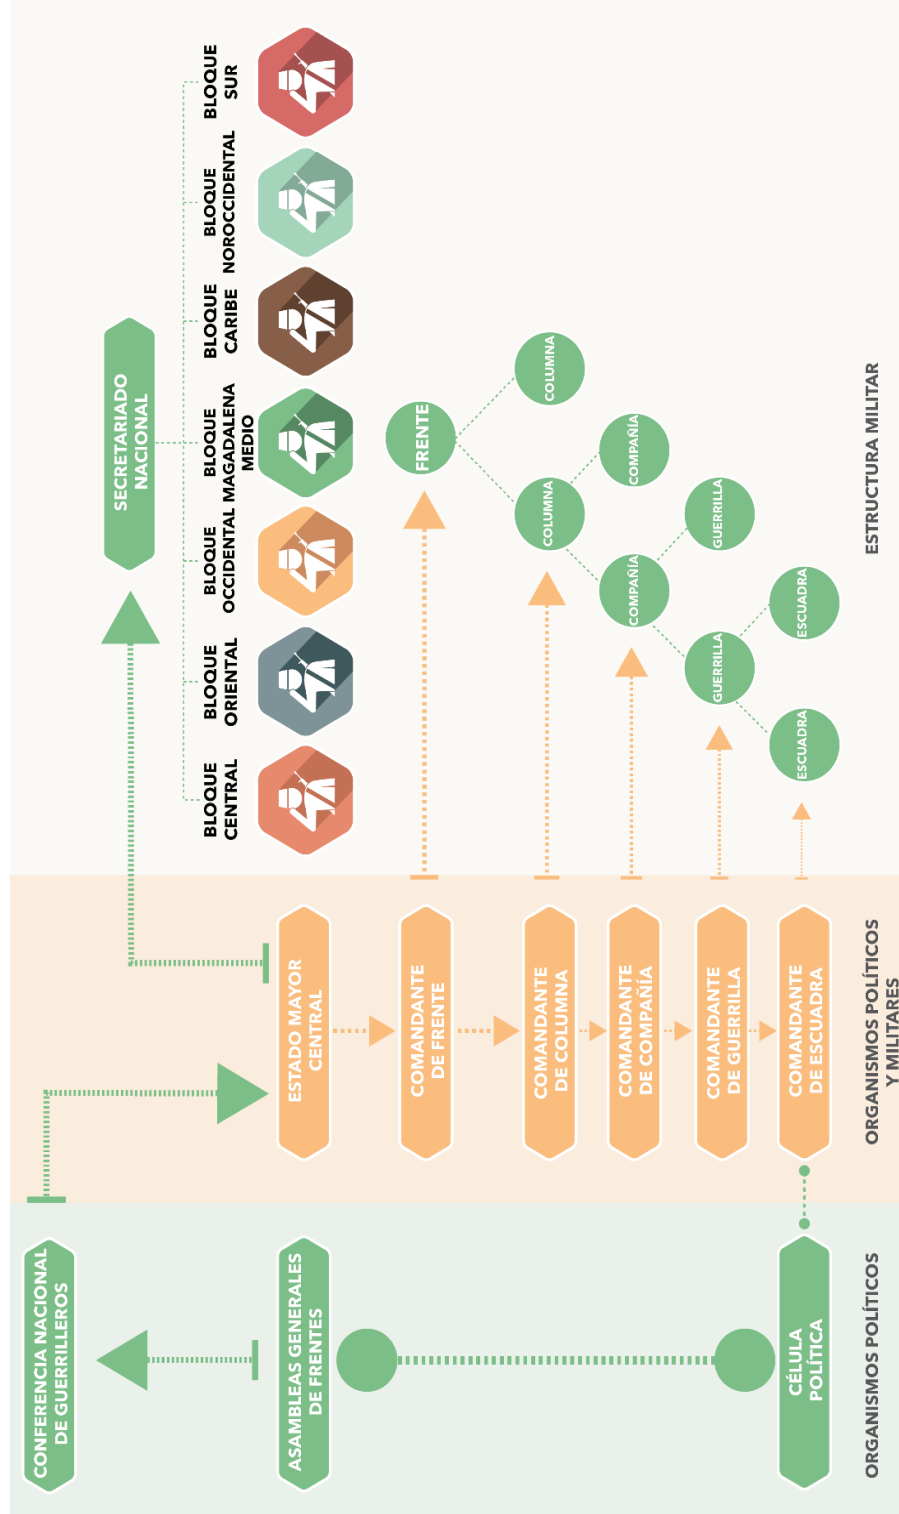 CONFERENCIA NACIONAL
DE GUERRILLEROS
ASAMBLEAS GENERALES
DE FRENTES
CÉLULA
POLÍTICA
ORGANISMOS POLÍTICOS
ESTADO MAYOR
CENTRAL
COMANDANTE
DE FRENTE
COMANDANTE
DE COLUMNA
COMANDANTE
DE COMPAÑÍA
COMANDANTE
DE GUERRILLA
COMANDANTE
DE ESCUADRA
ORGANISMOS POLÍTICOS
Y MILITARES
SECRETARIADO
NACIONAL
BLOQUE
CENTRAL
BLOQUE
ORIENTAL
BLOQUE
OCCIDENTAL
BLOQUE
MAGADALENA
MEDIO
BLOQUE
CARIBE
BLOQUE
NOROCCIDENTAL
BLOQUE
SUR
FRENTE
COLUMNA
COLUMNA
COMPAÑÍA
COMPAÑÍA
GUERRILLA
GUERRILLA
ESCUADRA
ESCUADRA
ESTRUCTURA MILITAR